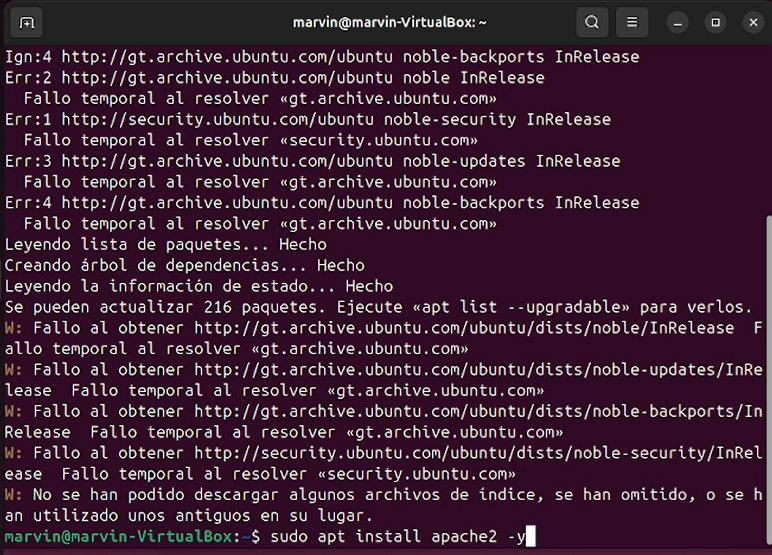 marvin@marvin-VirtualBox: ~
Ign:4 http://gt.archive.ubuntu.com/ubuntu noble-backports InRelease
Err:2 http://gt.archive.ubuntu.com/ubuntu noble InRelease
  Fallo temporal al resolver «gt.archive.ubuntu.com»
Err:1 http://security.ubuntu.com/ubuntu noble-security InRelease
  Fallo temporal al resolver «security.ubuntu.com»
Err:3 http://gt.archive.ubuntu.com/ubuntu noble-updates InRelease
  Fallo temporal al resolver «gt.archive.ubuntu.com»
Err:4 http://gt.archive.ubuntu.com/ubuntu noble-backports InRelease
  Fallo temporal al resolver «gt.archive.ubuntu.com»
Leyendo lista de paquetes... Hecho
Creando árbol de dependencias... Hecho
Leyendo la información de estado... Hecho
Se pueden actualizar 216 paquetes. Ejecute «apt list --upgradable» para verlos.
W: Fallo al obtener http://gt.archive.ubuntu.com/ubuntu/dists/noble/InRelease  F
allo temporal al resolver «gt.archive.ubuntu.com»
W: Fallo al obtener http://gt.archive.ubuntu.com/ubuntu/dists/noble-updates/InRe
lease  Fallo temporal al resolver «gt.archive.ubuntu.com»
W: Fallo al obtener http://gt.archive.ubuntu.com/ubuntu/dists/noble-backports/In
Release  Fallo temporal al resolver «gt.archive.ubuntu.com»
W: Fallo al obtener http://security.ubuntu.com/ubuntu/dists/noble-security/InRel
ease  Fallo temporal al resolver «security.ubuntu.com»
W: No se han podido descargar algunos archivos de índice, se han omitido, o se h
an utilizado unos antiguos en su lugar.
marvin@marvin-VirtualBox:~$ sudo apt install apache2 -y